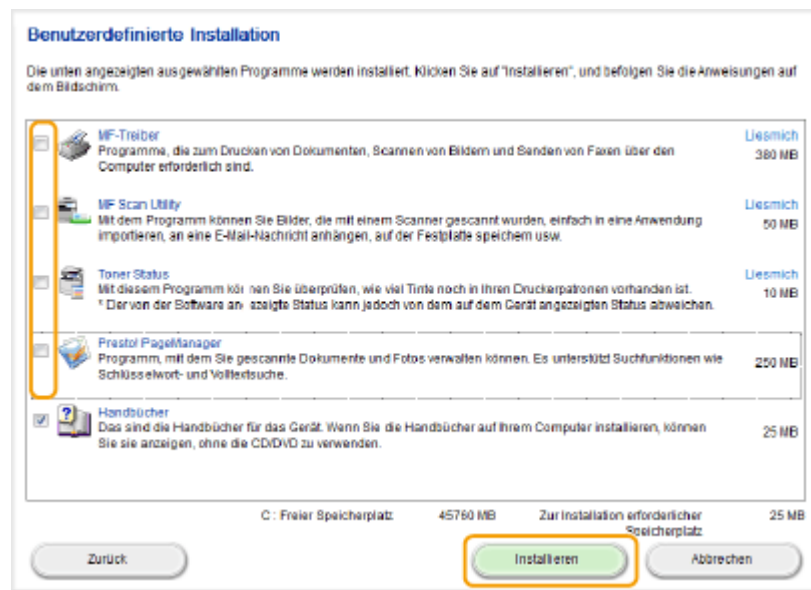 Benutzerdefinierte Installation
Die unten angezeigten ausgewählten Programme werden installiert. Klicken Sie auf "Installieren", und befolgen Sie die Anweisungen auf
dem Bildschirm.
MF-Treiber
Liesmich
Programme, die zum Drucken von Dokumenten, Scannen von Bildern und Senden von Faxen über den
380 MB
Computer erforderlich sind.
MF Scan Utility
Liesmich
Mit dem Programm können Sie Bilder, die mit einem Scanner gescannt wurden, einfach in eine Anwendung
50 MB
importieren, an eine E-Mail-Nachricht anhängen, auf der Festplatte speichern usw.
Toner Status
Liesmich
Mit diesem Programm können Sie überprüfen, wie viel Tinte noch in Ihren Druckerpatronen vorhanden ist.
10 MB
* Der von der Software angezeigte Status kann jedoch von dem auf dem Gerät angezeigten Status abweichen.
Presto! PageManager
Programm, mit dem Sie gescannte Dokumente und Fotos verwalten können. Es unterstützt Suchfunktionen wie
250 MB
Schlüsselwort- und Volltextsuche.
Handbücher
Das sind die Handbücher für das Gerät. Wenn Sie die Handbücher auf Ihrem Computer installieren, können
25 MB
Sie sie anzeigen, ohne die CD/DVD zu verwenden.
C : Freier Speicherplatz 45760 MB Zur Installation erforderlicher 25 MB
Speicherplatz
Zurück Installieren Abbrechen